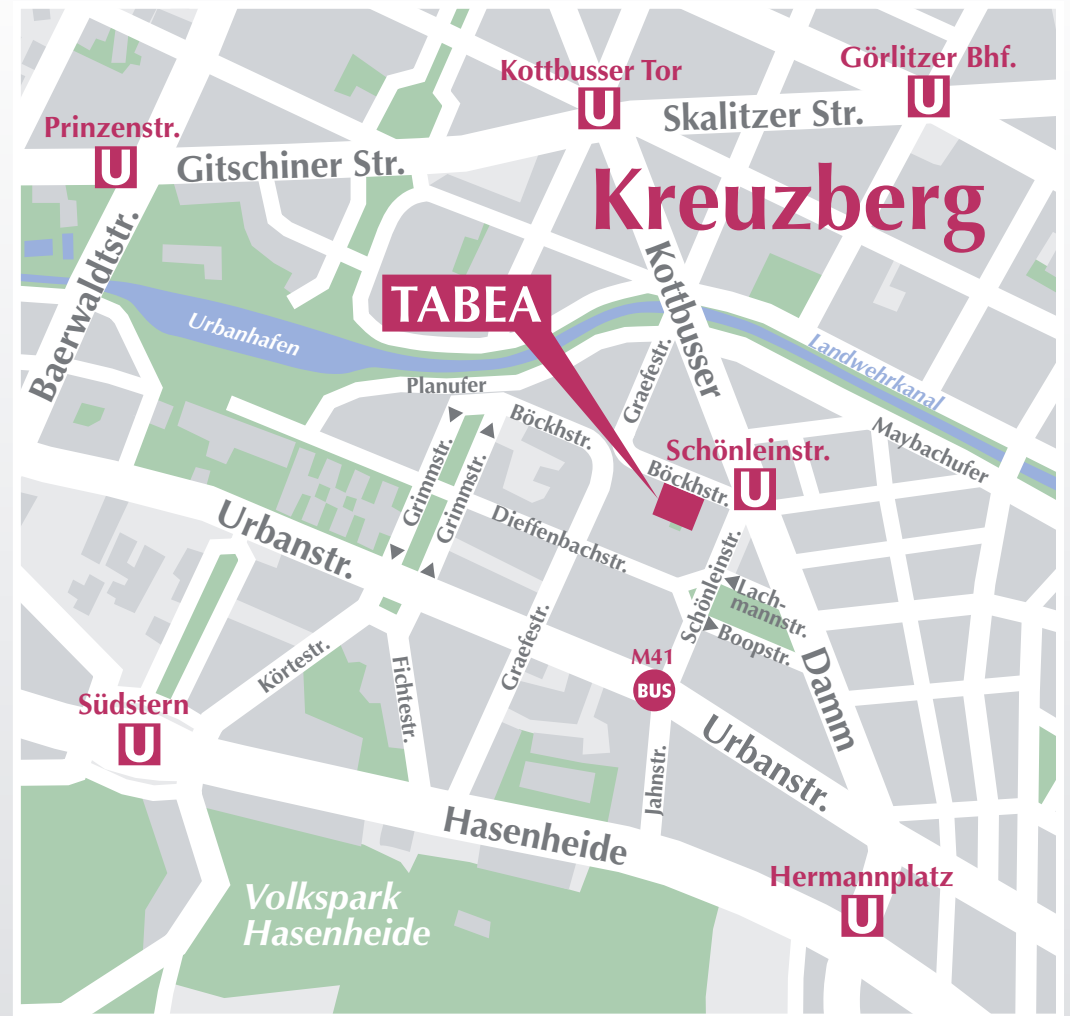 Görlitzer Bhf.
U
Kottbusser Tor
U
Skalitzer Str.
Prinzenstr.
U
Gitschiner Str.
Kreuzberg
Baerwaldtstr.
Kottbusser
TABEA
Urbanhafen
Landwehrkanal
Planufer
Graefestr.
Böckhstr.
Maybachufer
Schönleinstr.
U
Böckhstr.
Grimmstr.
Grimmstr.
Dieffenbachstr.
Urbanstr.
Schönleinstr.
Lach-
mannstr.
Boopstr.
Graefestr.
Körtestr.
Fichtestr.
M41
BUS
Damm
Südstern
U
Urbanstr.
Jahnstr.
Hasenheide
Hermannplatz
U
Volkspark
Hasenheide